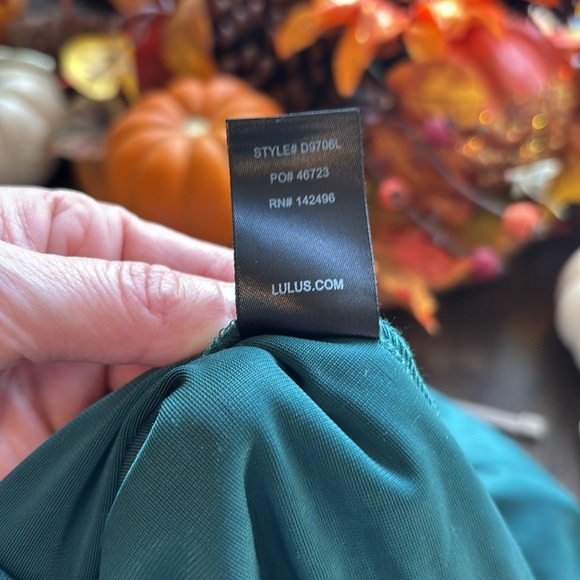 STYLE# D9706L
PO# 46723
RN# 142496
LULUS.COM